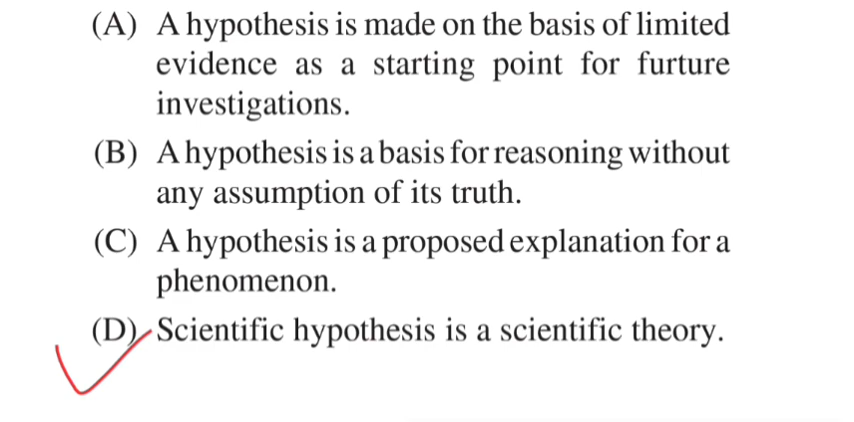 (A) A hypothesis is made on the basis of limited
evidence as a starting point for furture
investigations.
(B) A hypothesis is a basis for reasoning without
any assumption of its truth.
(C) A hypothesis is a proposed explanation for a
phenomenon.
(D) Scientific hypothesis is a scientific theory.